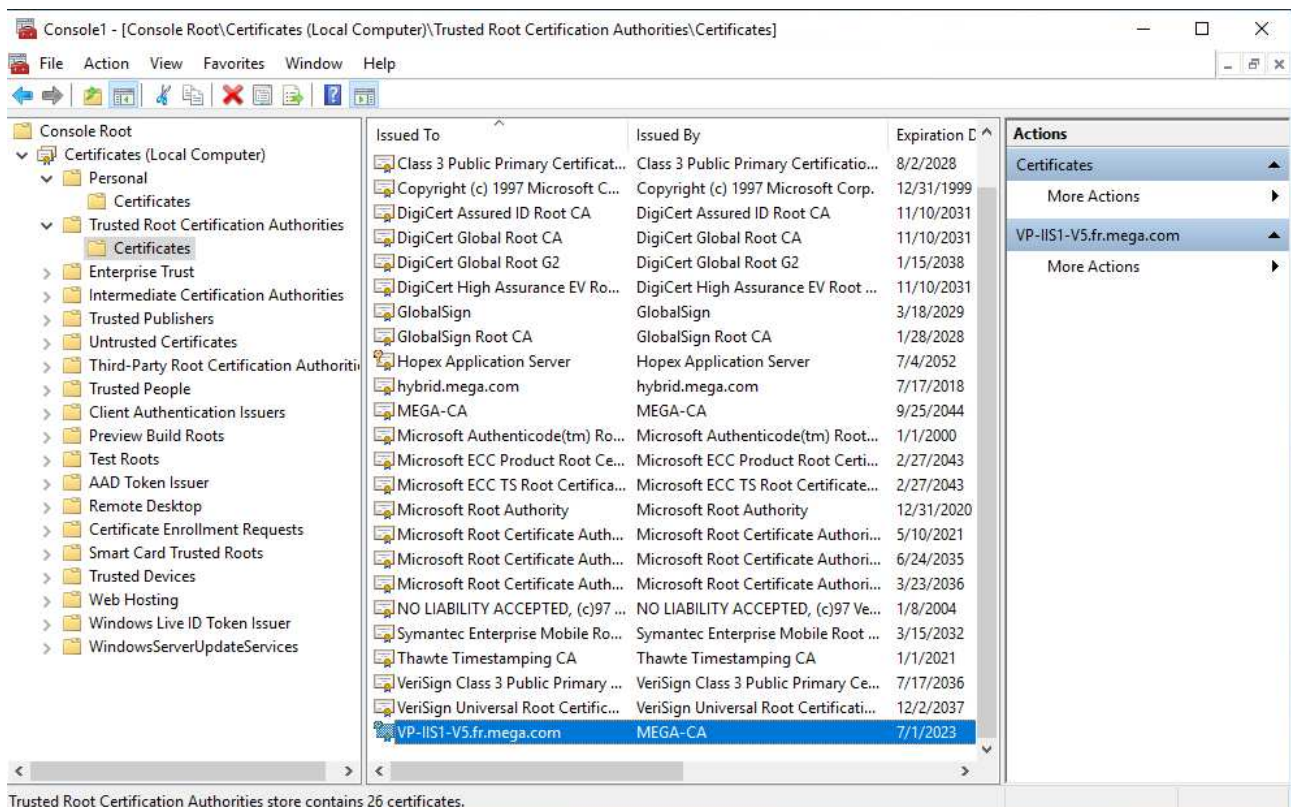 Console1 - [Console Root\Certificates (Local Computer)\Trusted Root Certification Authorities\Certificates]
File Action View Favorites Window Help
Console Root
Certificates (Local Computer)
Personal
Certificates
Trusted Root Certification Authorities
Certificates
Enterprise Trust
Intermediate Certification Authorities
Trusted Publishers
Untrusted Certificates
Third-Party Root Certification Authoriti
Trusted People
Client Authentication Issuers
Preview Build Roots
Test Roots
AAD Token Issuer
Remote Desktop
Certificate Enrollment Requests
Smart Card Trusted Roots
Trusted Devices
Web Hosting
Windows Live ID Token Issuer
WindowsServerUpdateServices
Issued To Issued By Expiration D
Class 3 Public Primary Certificat... Class 3 Public Primary Certificatio... 8/2/2028
Copyright (c) 1997 Microsoft C... Copyright (c) 1997 Microsoft Corp. 12/31/1999
DigiCert Assured ID Root CA DigiCert Assured ID Root CA 11/10/2031
DigiCert Global Root CA DigiCert Global Root CA 11/10/2031
DigiCert Global Root G2 DigiCert Global Root G2 1/15/2038
DigiCert High Assurance EV Ro... DigiCert High Assurance EV Root ... 11/10/2031
GlobalSign GlobalSign 3/18/2029
GlobalSign Root CA GlobalSign Root CA 1/28/2028
Hopex Application Server Hopex Application Server 7/4/2052
hybrid.mega.com hybrid.mega.com 7/17/2018
MEGA-CA MEGA-CA 9/25/2044
Microsoft Authenticode(tm) Ro... Microsoft Authenticode(tm) Root... 1/1/2000
Microsoft ECC Product Root Ce... Microsoft ECC Product Root Certi... 2/27/2043
Microsoft ECC TS Root Certifica... Microsoft ECC TS Root Certificate... 2/27/2043
Microsoft Root Authority Microsoft Root Authority 12/31/2020
Microsoft Root Certificate Auth... Microsoft Root Certificate Authori... 5/10/2021
Microsoft Root Certificate Auth... Microsoft Root Certificate Authori... 6/24/2035
Microsoft Root Certificate Auth... Microsoft Root Certificate Authori... 3/23/2036
NO LIABILITY ACCEPTED, (c)97 ... NO LIABILITY ACCEPTED, (c)97 Ve... 1/8/2004
Symantec Enterprise Mobile Ro... Symantec Enterprise Mobile Root ... 3/15/2032
Thawte Timestamping CA Thawte Timestamping CA 1/1/2021
VeriSign Class 3 Public Primary ... VeriSign Class 3 Public Primary Ce... 7/17/2036
VeriSign Universal Root Certific... VeriSign Universal Root Certificati... 12/2/2037
VP-IIS1-V5.fr.mega.com MEGA-CA 7/1/2023
Actions
Certificates
More Actions
VP-IIS1-V5.fr.mega.com
More Actions
Trusted Root Certification Authorities store contains 26 certificates.